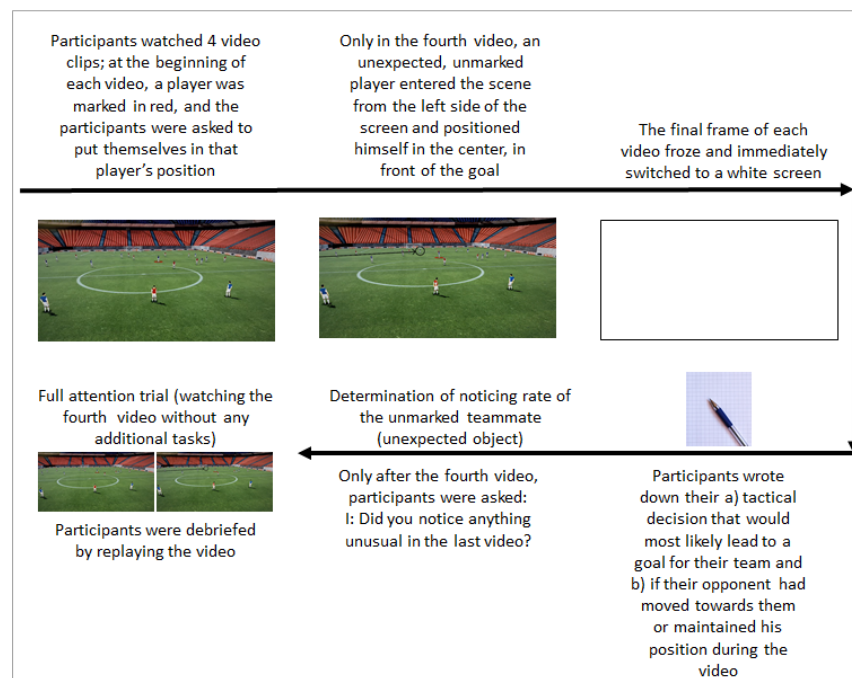 Participants watched 4 video
clips; at the beginning of
each video, a player was
marked in red, and the
participants were asked to
put themselves in that
player's position
Only in the fourth video, an
unexpected, unmarked
player entered the scene
from the left side of the
screen and positioned
himself in the center, in
front of the goal
The final frame of each
video froze and immediately
switched to a white screen
Participants wrote
down their a) tactical
decision that would
most likely lead to a
goal for their team and
b) if their opponent had
moved towards them
or maintained his
position during the
video
Determination of noticing rate of
the unmarked teammate
(unexpected object)
Only after the fourth video,
participants were asked:
I: Did you notice anything
unusual in the last video?
Full attention trial (watching the
fourth video without any
additional tasks)
Participants were debriefed
by replaying the video